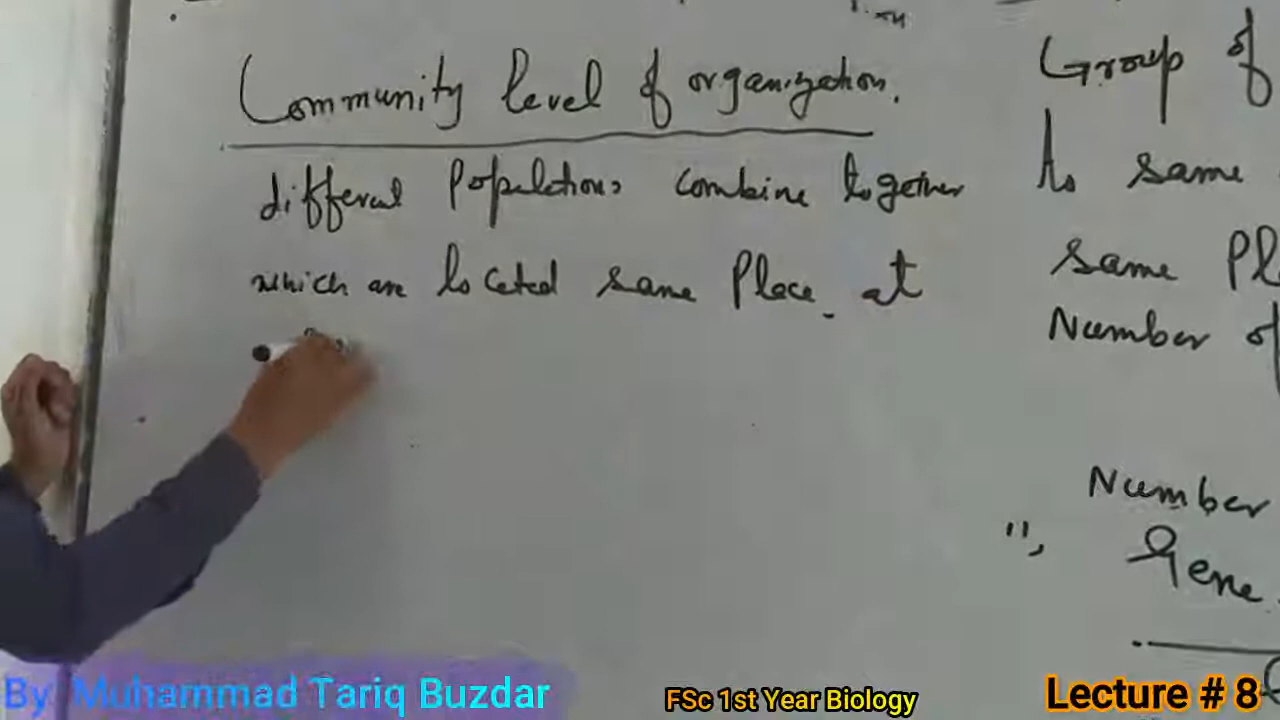 Community level of organization.
different Populations combine together
which are located same Place at
Group of
to same
same Pl
Number of
Number
", Gene.
By Muhammad Tariq Buzdar
FSc 1st Year Biology
Lecture # 8